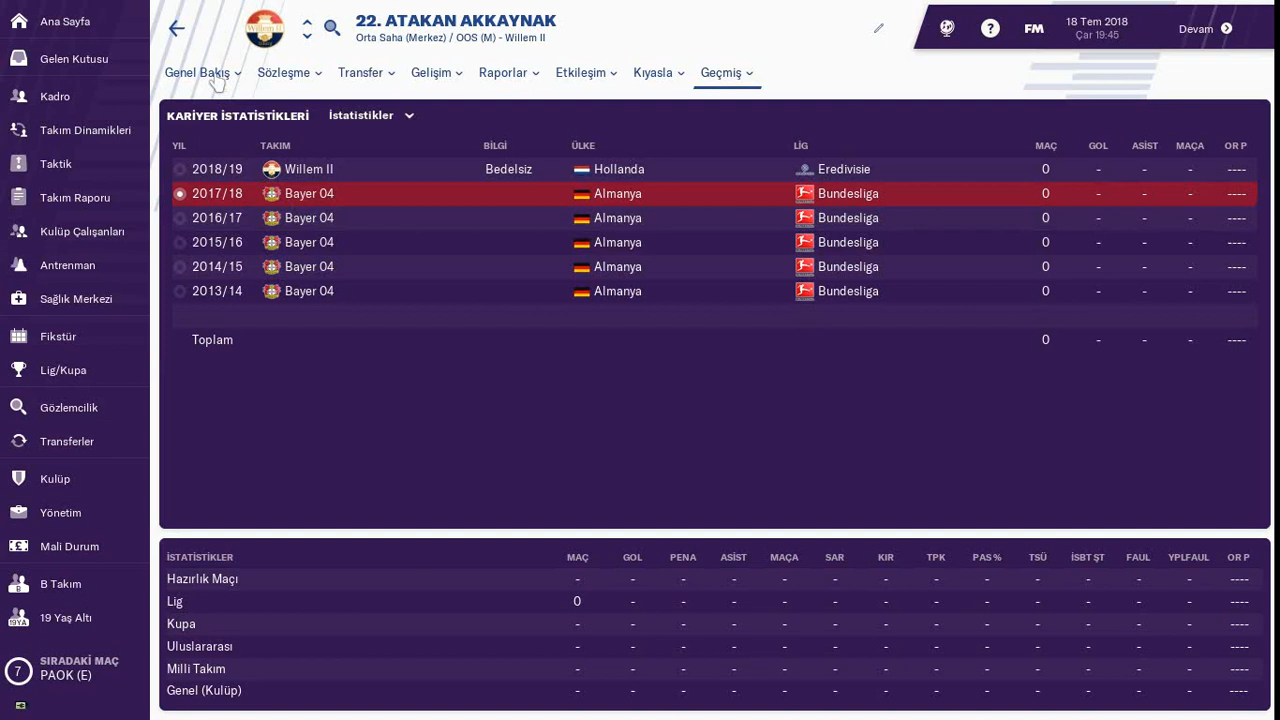 Ana Sayfa
Gelen Kutusu
Kadro
Takım Dinamikleri
Taktik
Takım Raporu
Kulüp Çalışanları
Antrenman
Sağlık Merkezi
Fikstür
Lig/Kupa
Gözlemcilik
Transferler
Kulüp
Yönetim
Mali Durum
B B Takım
19YA 19 Yaş Altı
7 SIRADAKİ MAÇ
PAOK (E)
22. ATAKAN AKKAYNAK
Orta Saha (Merkez) / OOS (M) - Willem II
? FM 18 Tem 2018
Çar 19:45
Devam
Genel Bakış Sözleşme Transfer Gelişim Raporlar Etkileşim Kıyasla Geçmiş
KARİYER İSTATİSTİKLERİ İstatistikler
YIL TAKIM BİLGİ ÜLKE LİG MAÇ GOL ASİST MAÇA OR P
2018/19 Willem II Bedelsiz Hollanda Eredivisie 0 - - - ----
2017/18 Bayer 04 Almanya Bundesliga 0 - - - ----
2016/17 Bayer 04 Almanya Bundesliga 0 - - - ----
2015/16 Bayer 04 Almanya Bundesliga 0 - - - ----
2014/15 Bayer 04 Almanya Bundesliga 0 - - - ----
2013/14 Bayer 04 Almanya Bundesliga 0 - - - ----
Toplam 0 - - - ----
İSTATİSTİKLER MAÇ GOL PENA ASİST MAÇA SAR KIR TPK PAS % TSÜ İSBT ŞT FAUL YPLFAUL OR P
Hazırlık Maçı - - - - - - - - - - - - - ----
Lig 0 - - - - - - - - - - - - ----
Kupa - - - - - - - - - - - - - ----
Uluslararası - - - - - - - - - - - - - ----
Milli Takım - - - - - - - - - - - - - ----
Genel (Kulüp) - - - - - - - - - - - - - ----